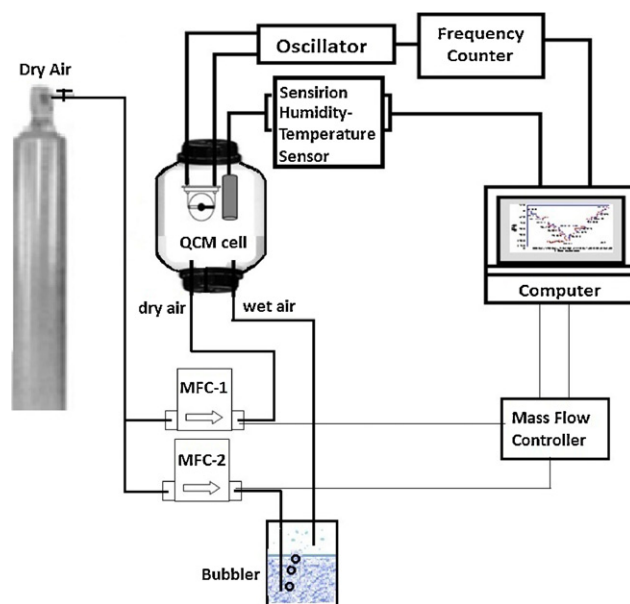 Dry Air
Oscillator
Frequency
Counter
Sensirion
Humidity-
Temperature
Sensor
QCM cell
Computer
dry air
wet air
MFC-1
Mass Flow
Controller
MFC-2
Bubbler